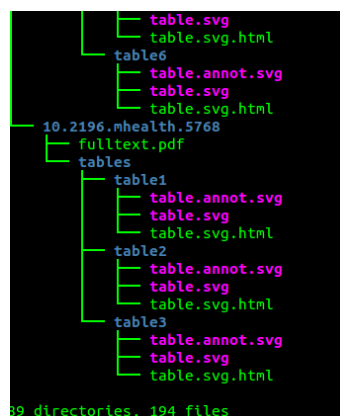 table.svg
table.svg.html
table6
table.annot.svg
table.svg
table.svg.html
10.2196.mhealth.5768
fulltext.pdf
tables
table1
table.annot.svg
table.svg
table.svg.html
table2
table.annot.svg
table.svg
table.svg.html
table3
table.annot.svg
table.svg
table.svg.html
89 directories, 194 files